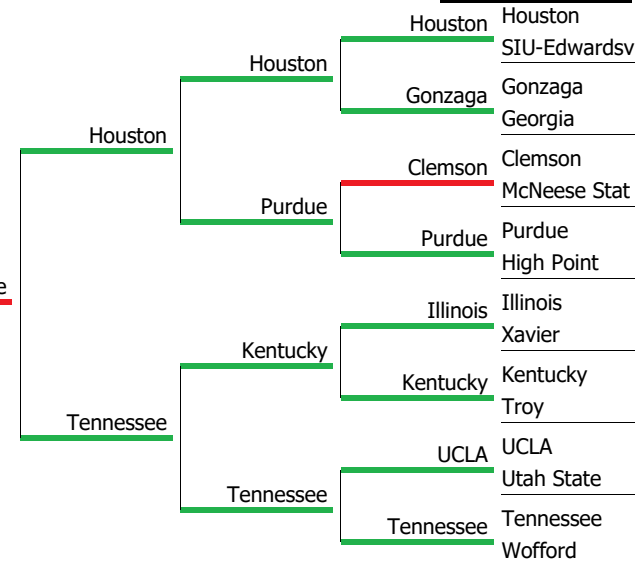 Houston
Houston
SIU-Edwardsv
Houston
Gonzaga
Gonzaga
Georgia
Houston
Clemson
Clemson
McNeese Stat
Purdue
Purdue
Purdue
High Point
e
Illinois
Illinois
Xavier
Kentucky
Kentucky
Kentucky
Troy
Tennessee
UCLA
UCLA
Utah State
Tennessee
Tennessee
Tennessee
Wofford